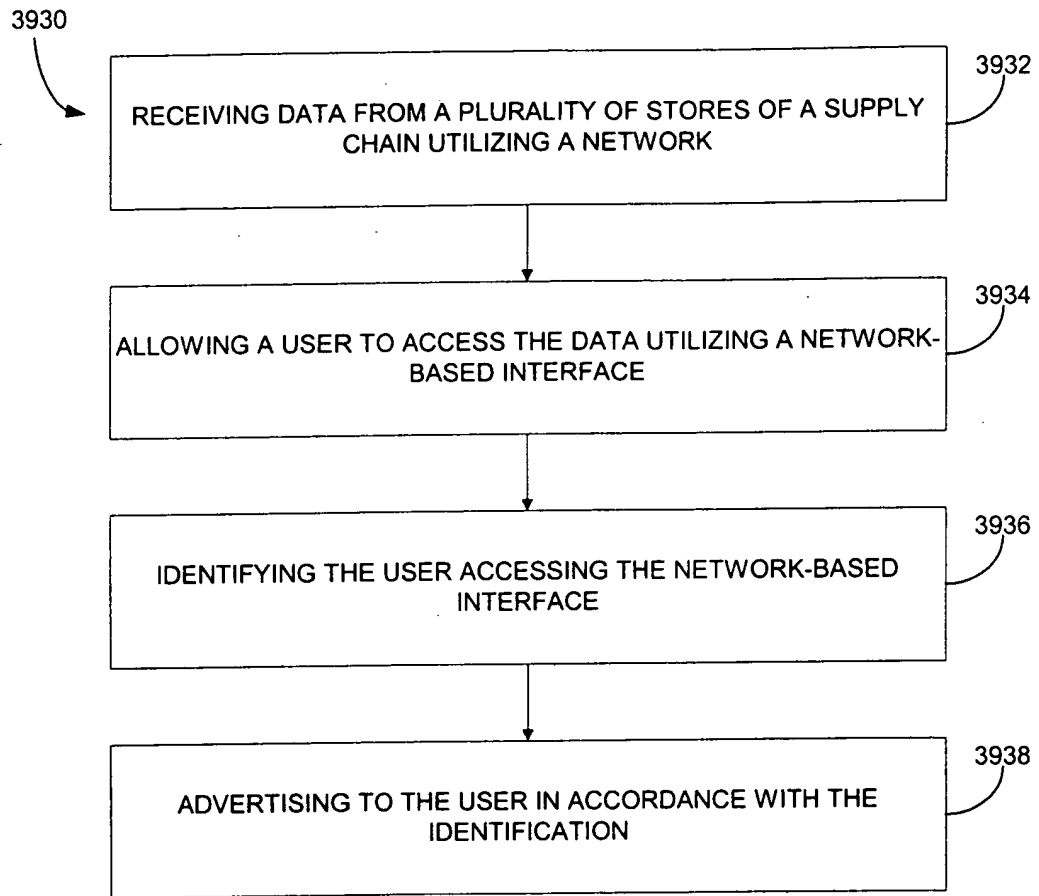 3930
3932
RECEIVING DATA FROM A PLURALITY OF STORES OF A SUPPLY
CHAIN UTILIZING A NETWORK
3934
ALLOWING A USER TO ACCESS THE DATA UTILIZING A NETWORK-
BASED INTERFACE
3936
IDENTIFYING THE USER ACCESSING THE NETWORK-BASED
INTERFACE
3938
ADVERTISING TO THE USER IN ACCORDANCE WITH THE
IDENTIFICATION